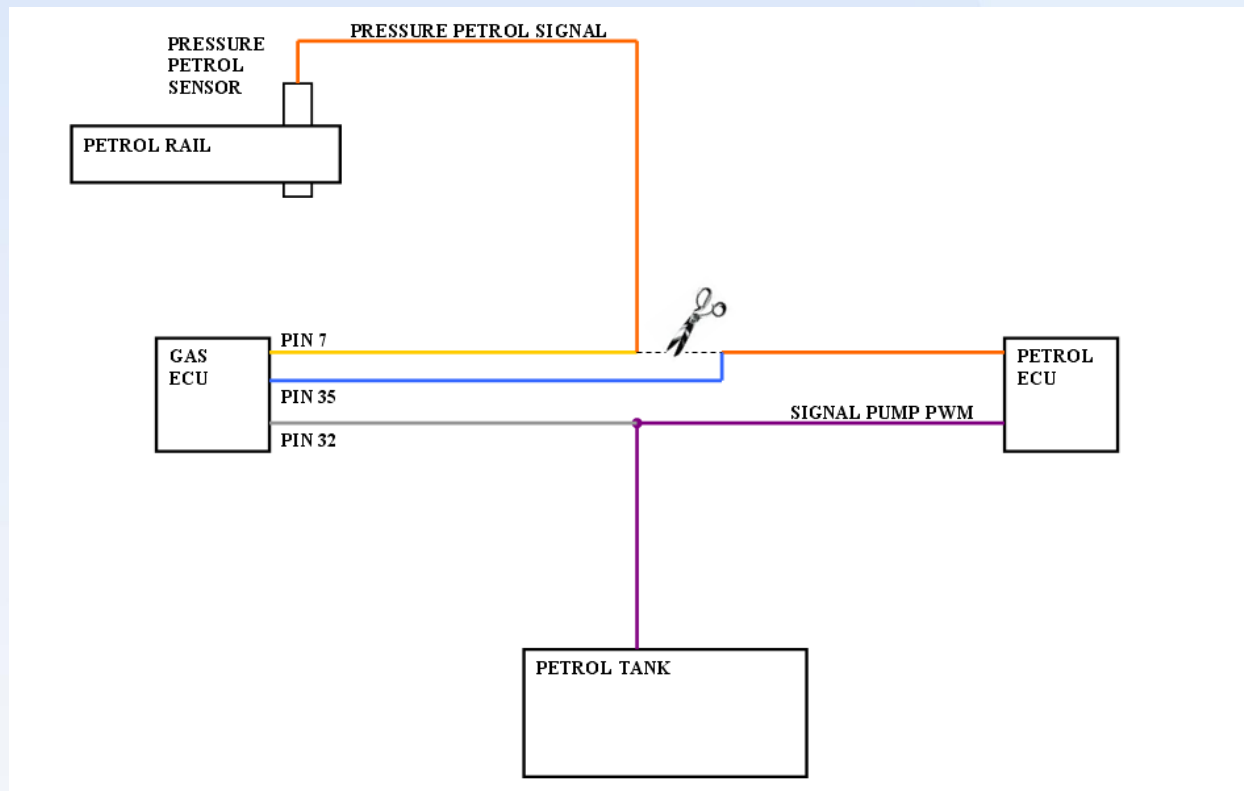 PRESSURE PETROL SIGNAL
PRESSURE
PETROL
SENSOR
PETROL RAIL
PIN 7
GAS
ECU
PETROL
ECU
PIN 35
SIGNAL PUMP PWM
PIN 32
PETROL TANK